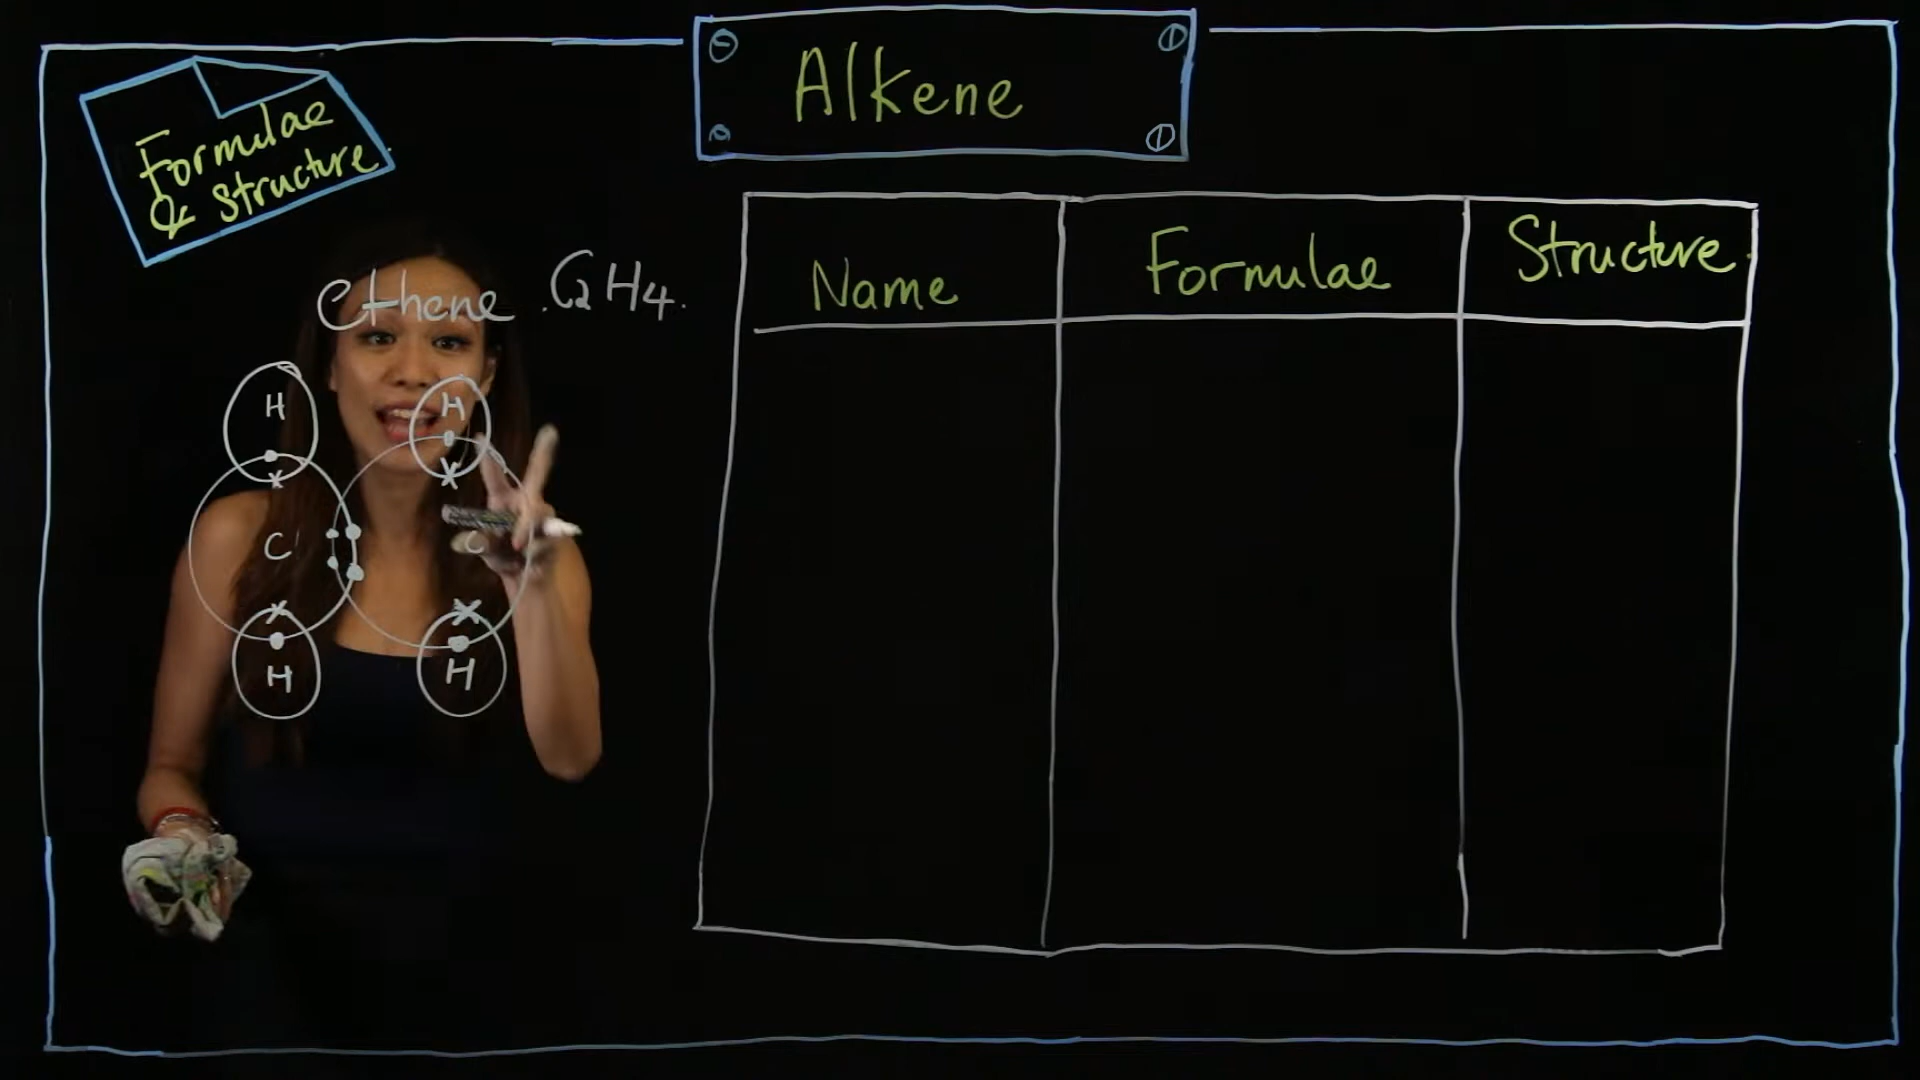 Alkene
Formulae
& Structure
Name Formulae Structure.
ethene . C2H4.
H H
C C
H H